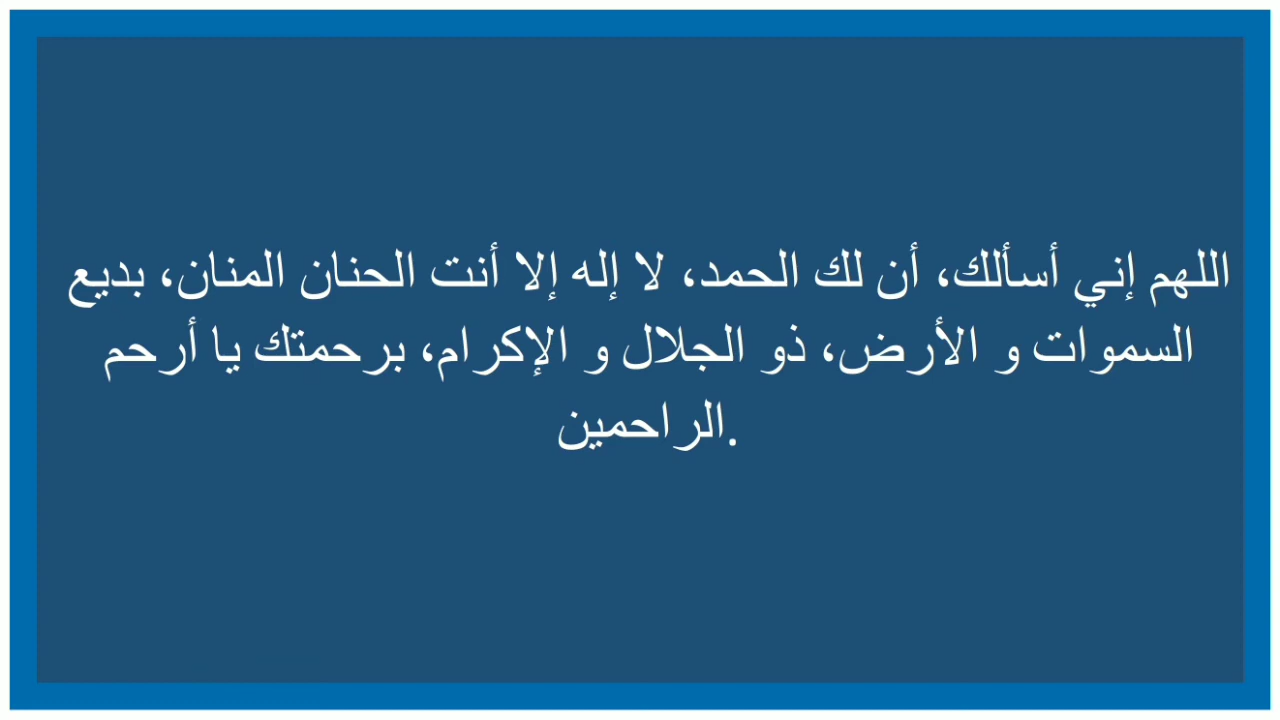 اللهم إني أسألك، أن لك الحمد، لا إله إلا أنت الحنان المنان، بديع
السموات و الأرض، ذو الجلال و الإكرام، برحمتك يا أرحم
.الراحمين